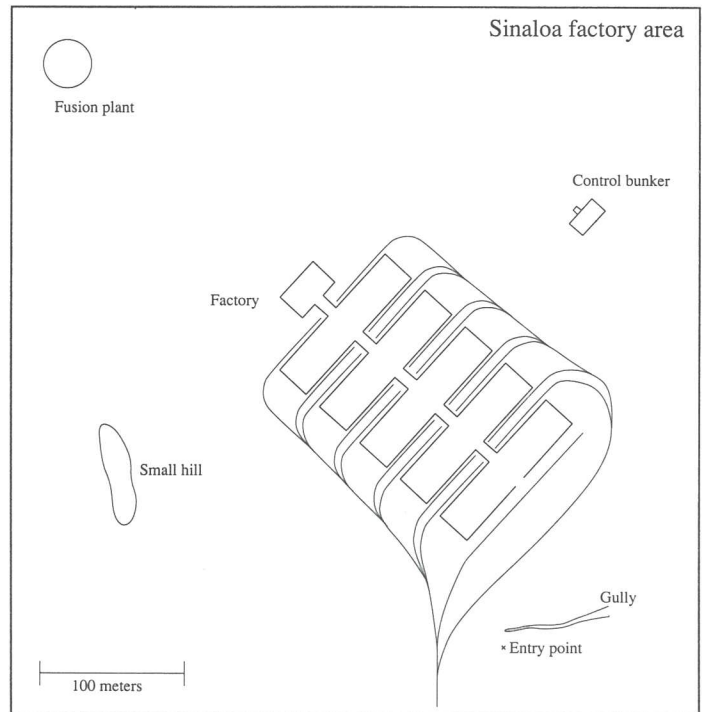 Sinaloa factory area
Fusion plant
Control bunker
Factory
Small hill
Gully
× Entry point
100 meters